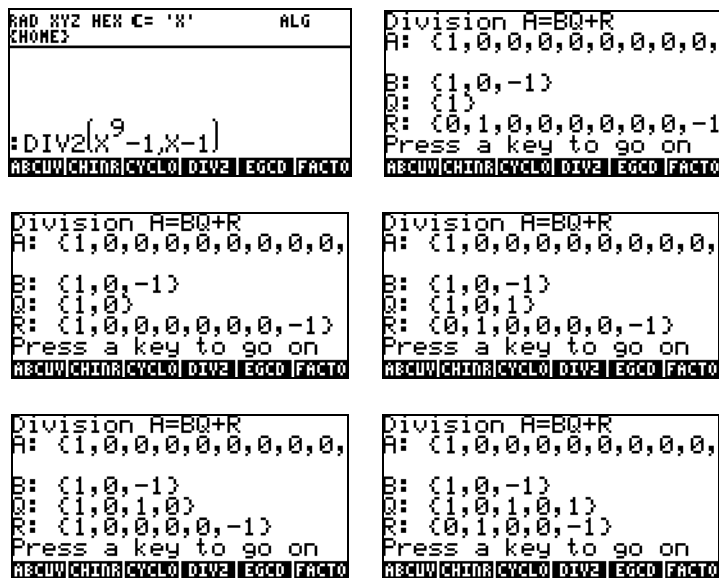 RAD XYZ HEX C= 'X' ALG
{HOME}
:DIV2(X^9-1,X-1)
ABCUV CHINR CYCLO DIV2 EGCD FACTO
Division A=BQ+R
A: {1,0,0,0,0,0,0,0,0,
B: {1,0,-1}
Q: {1}
R: {0,1,0,0,0,0,0,0,-1
Press a key to go on
ABCUV CHINR CYCLO DIV2 EGCD FACTO
Division A=BQ+R
A: {1,0,0,0,0,0,0,0,0,
B: {1,0,-1}
Q: {1,0}
R: {1,0,0,0,0,0,0,-1}
Press a key to go on
ABCUV CHINR CYCLO DIV2 EGCD FACTO
Division A=BQ+R
A: {1,0,0,0,0,0,0,0,0,
B: {1,0,-1}
Q: {1,0,1}
R: {0,1,0,0,0,0,-1}
Press a key to go on
ABCUV CHINR CYCLO DIV2 EGCD FACTO
Division A=BQ+R
A: {1,0,0,0,0,0,0,0,0,
B: {1,0,-1}
Q: {1,0,1,0}
R: {1,0,0,0,0,-1}
Press a key to go on
ABCUV CHINR CYCLO DIV2 EGCD FACTO
Division A=BQ+R
A: {1,0,0,0,0,0,0,0,0,
B: {1,0,-1}
Q: {1,0,1,0,1}
R: {0,1,0,0,-1}
Press a key to go on
ABCUV CHINR CYCLO DIV2 EGCD FACTO